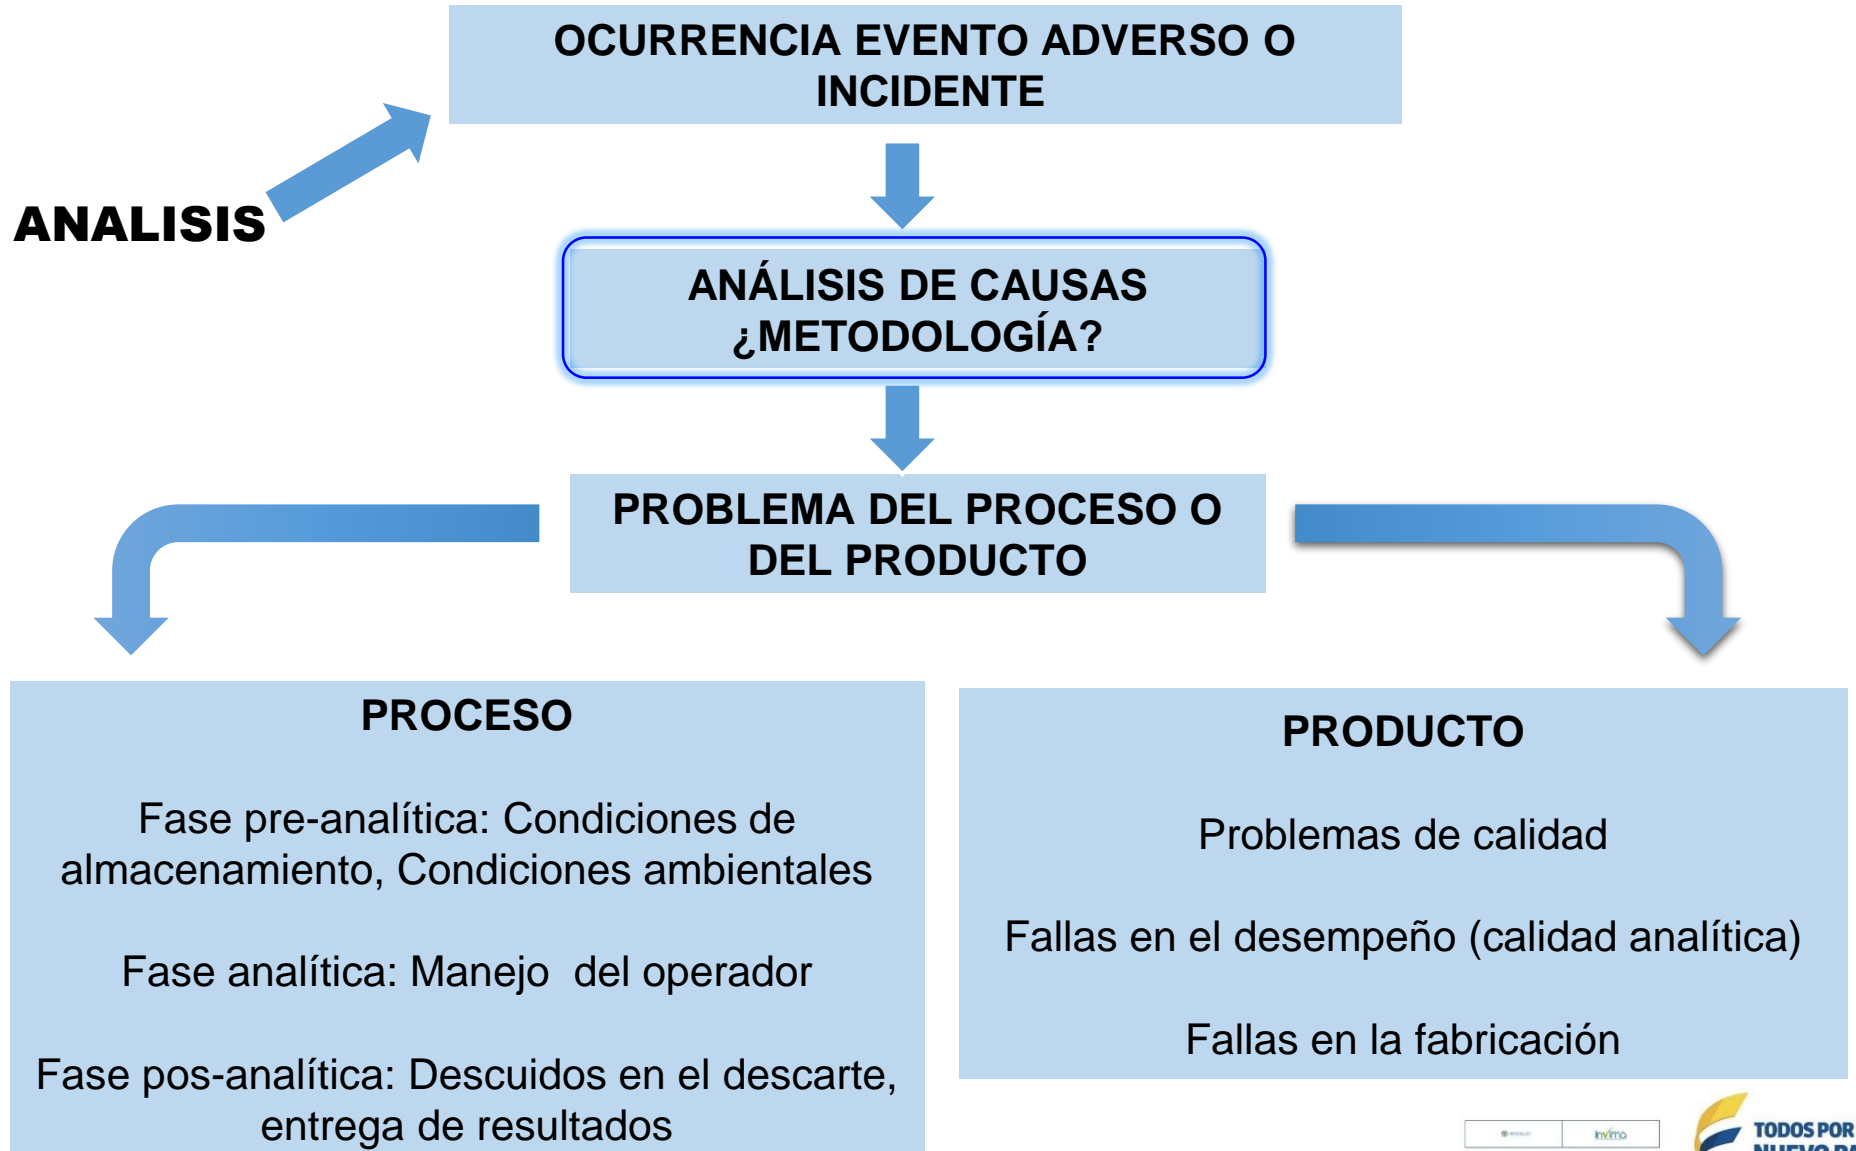 OCURRENCIA EVENTO ADVERSO O
INCIDENTE
ANALISIS
ANÁLISIS DE CAUSAS
¿METODOLOGÍA?
PROBLEMA DEL PROCESO O
DEL PRODUCTO
PROCESO
Fase pre-analítica: Condiciones de
almacenamiento, Condiciones ambientales
Fase analítica: Manejo  del operador
Fase pos-analítica: Descuidos en el descarte,
entrega de resultados
PRODUCTO
Problemas de calidad
Fallas en el desempeño (calidad analítica)
Fallas en la fabricación
invima
TODOS POR
NUEVO